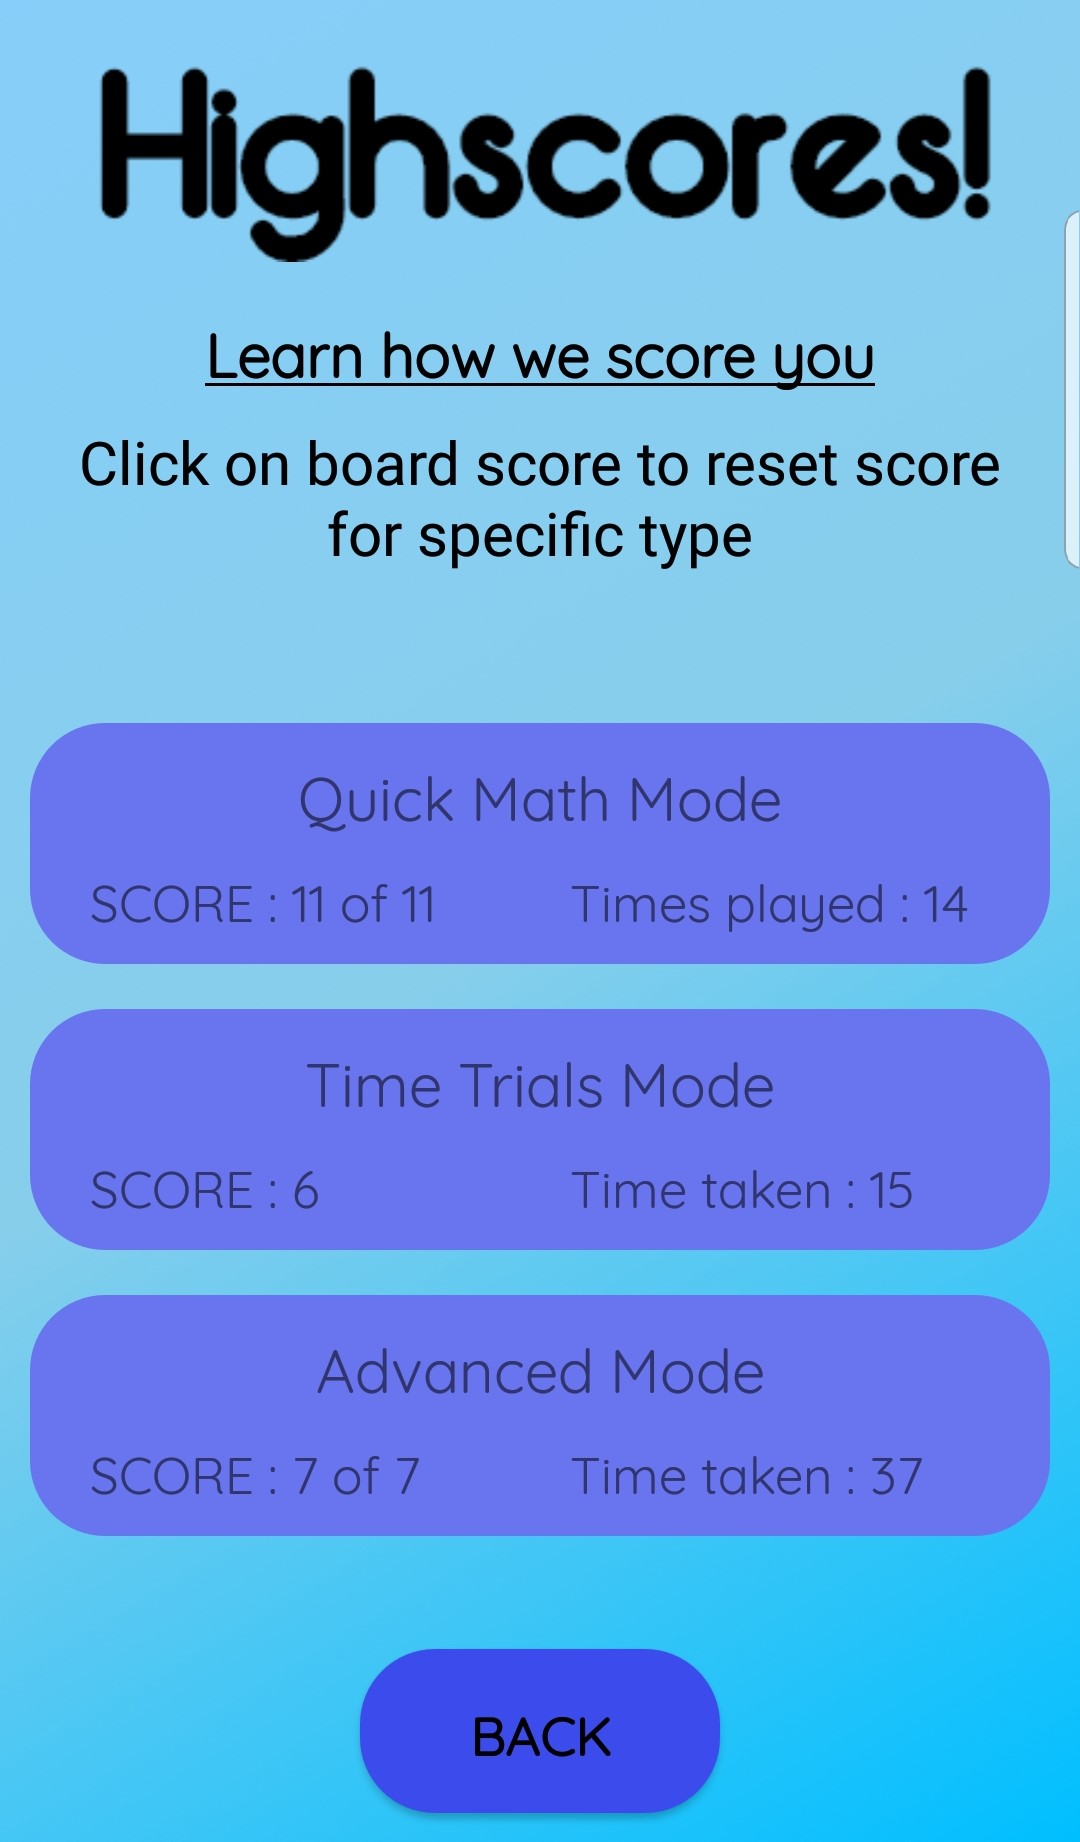 Highscores!
Learn how we score you
Click on board score to reset score
for specific type
Quick Math Mode
SCORE : 11 of 11 Times played : 14
Time Trials Mode
SCORE : 6 Time taken : 15
Advanced Mode
SCORE : 7 of 7 Time taken : 37
BACK